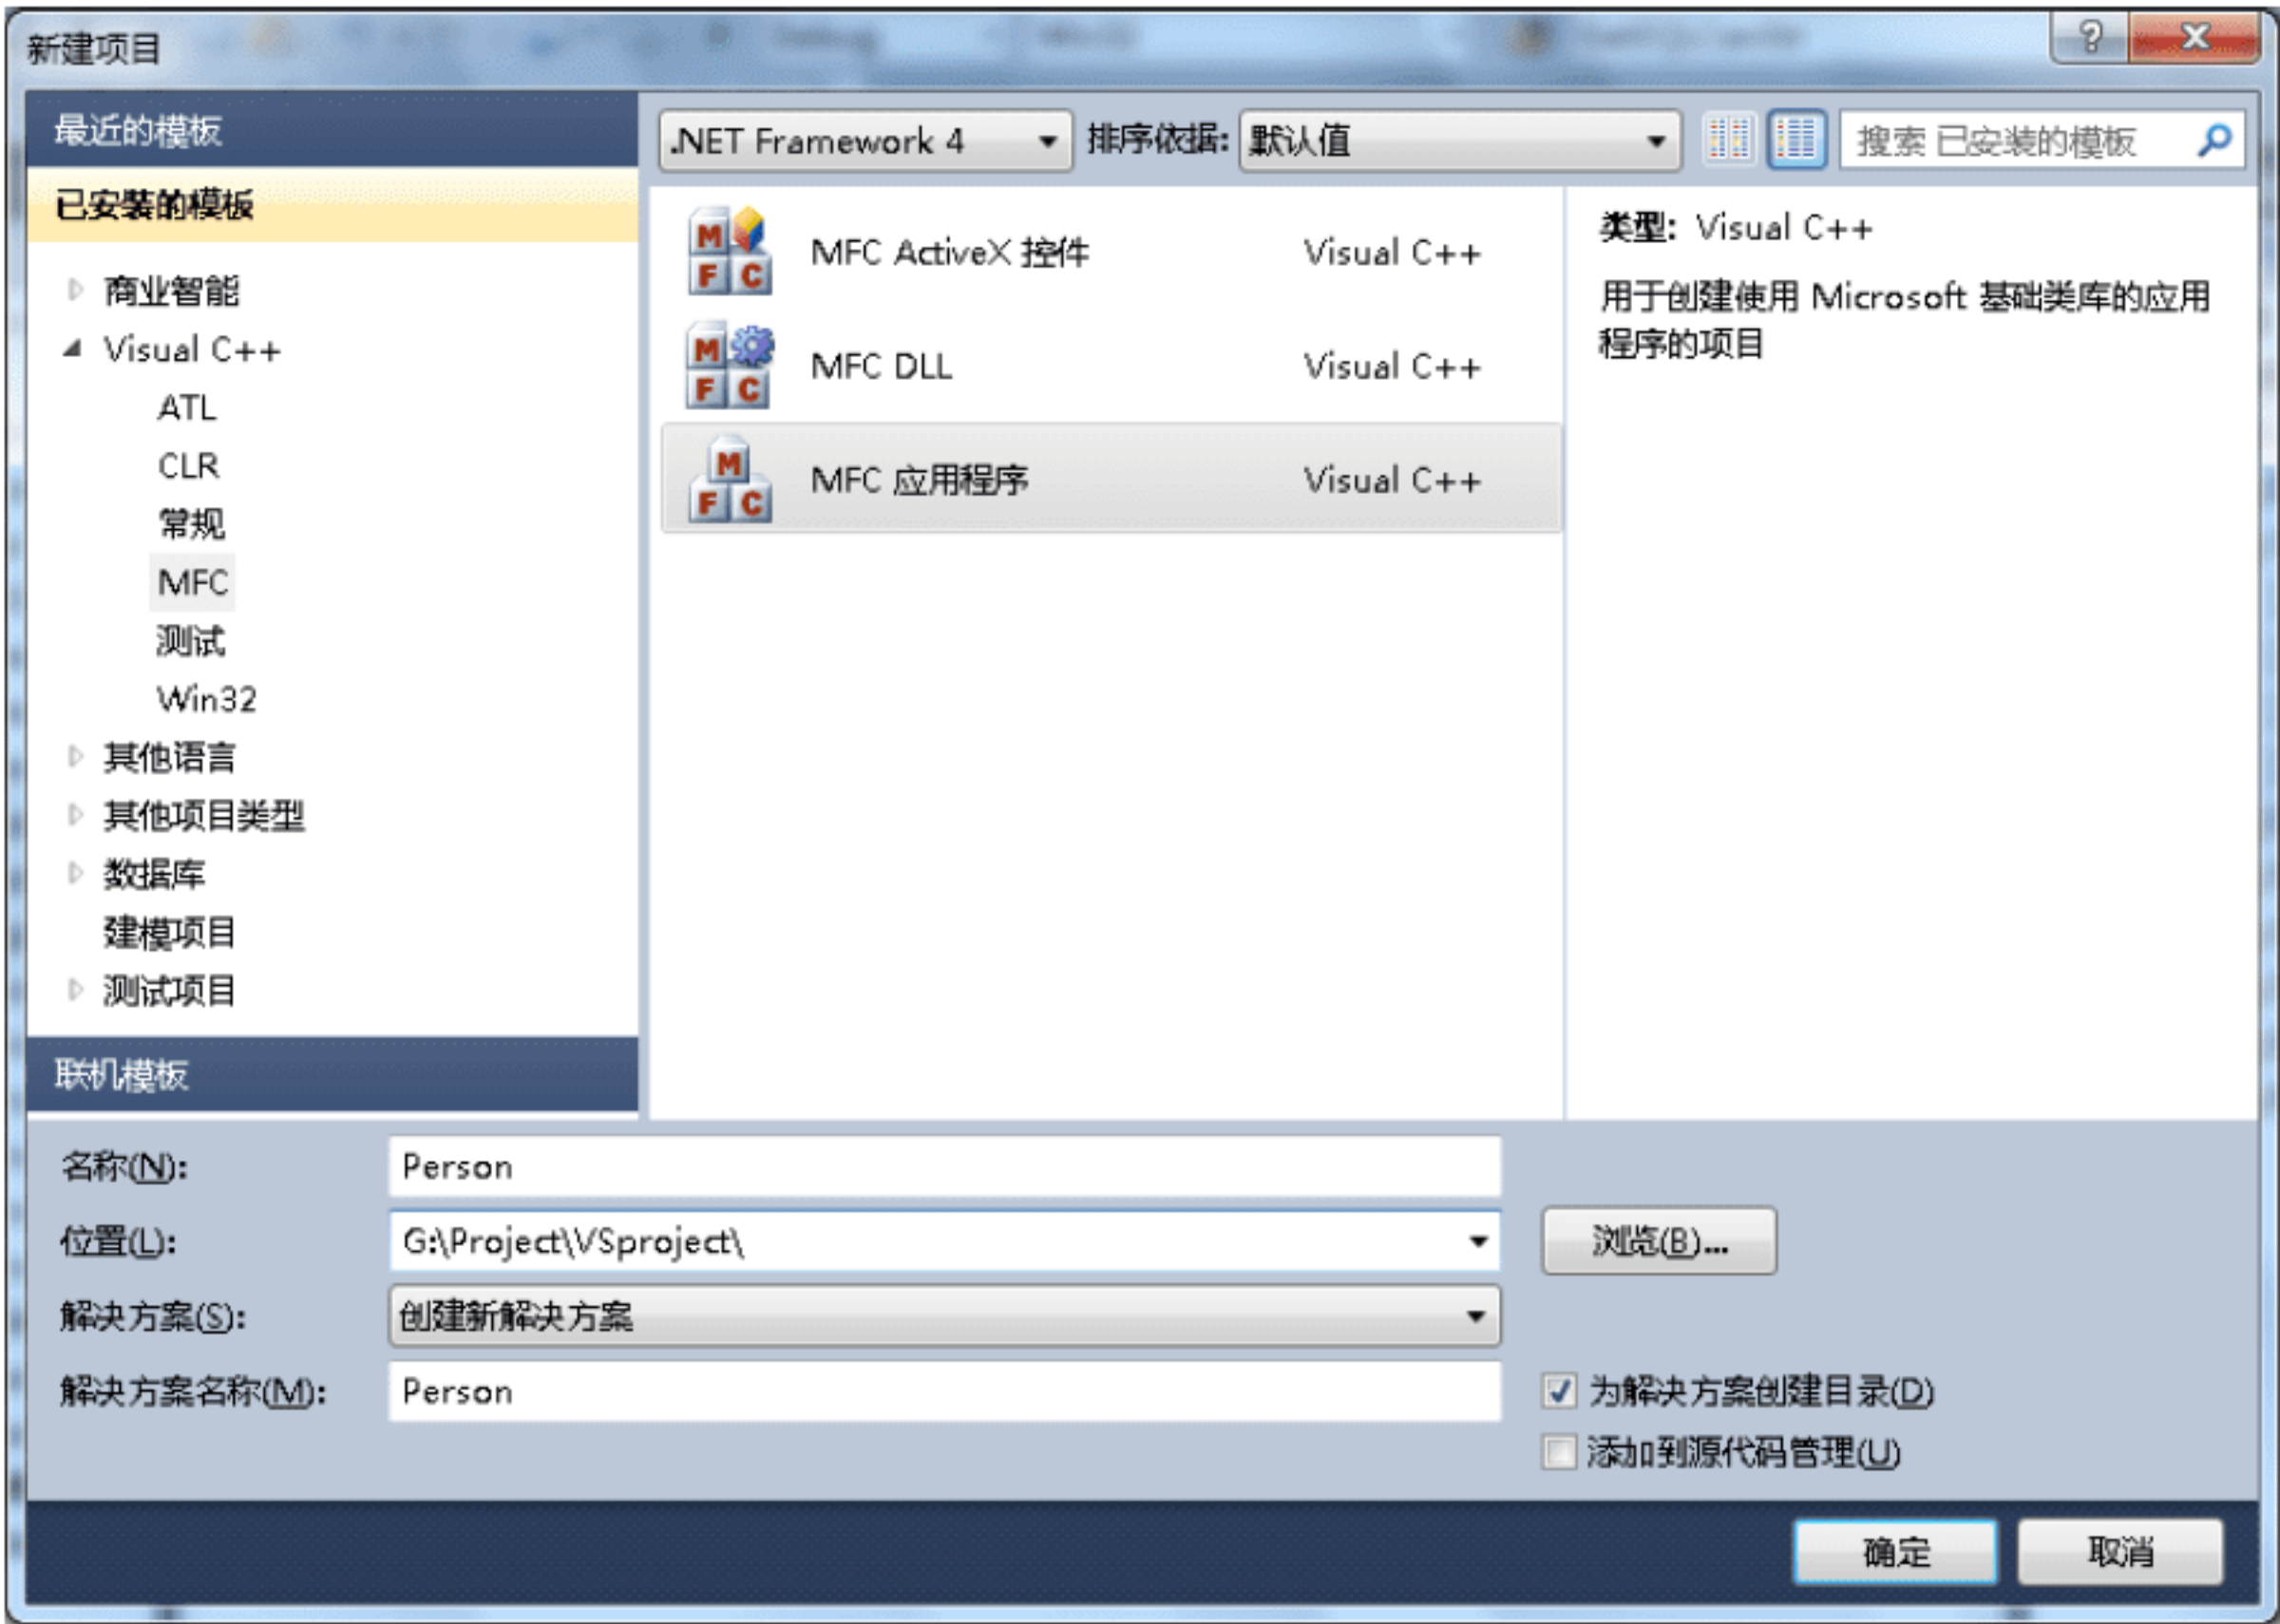 新建项目
最近的模板
已安装的模板
商业智能
Visual C++
ATL
CLR
常规
MFC
测试
Win32
其他语言
其他项目类型
数据库
建模项目
测试项目
联机模板
.NET Framework 4 排序依据: 默认值 搜索 已安装的模板
MFC ActiveX 控件 Visual C++
MFC DLL Visual C++
MFC 应用程序 Visual C++
类型: Visual C++
用于创建使用 Microsoft 基础类库的应用
程序的项目
名称(N): Person
位置(L): G:\Project\VSproject\ 浏览(B)...
解决方案(S): 创建新解决方案
解决方案名称(M): Person 为解决方案创建目录(D)
添加到源代码管理(U)
确定 取消